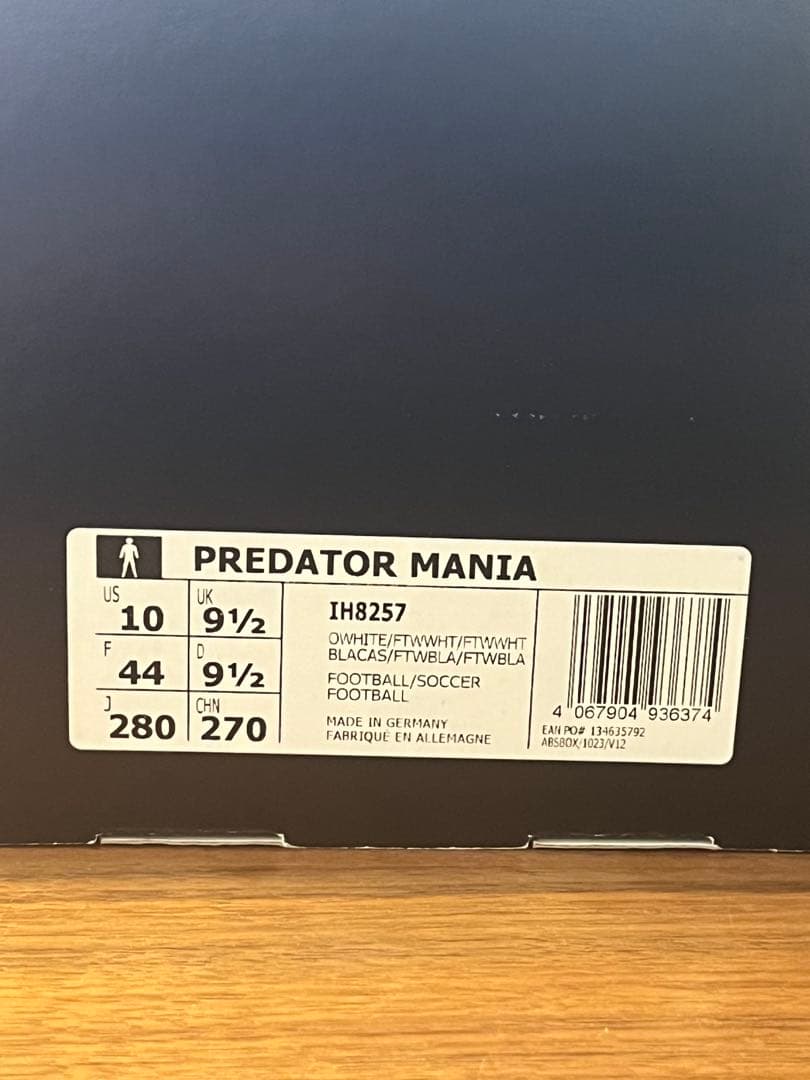 PREDATOR MANIA
US 10
UK 9½
F 44
D 9½
J 280
CHN 270
IH8257
OWHITE/FTWWHT/FTWWHT
BLACAS/FTWBLA/FTWBLA
FOOTBALL/SOCCER
FOOTBALL
MADE IN GERMANY
FABRIQUÉ EN ALLEMAGNE
4 067904 936374
EAN PO# 134635792
ABSBOX/1023/V12